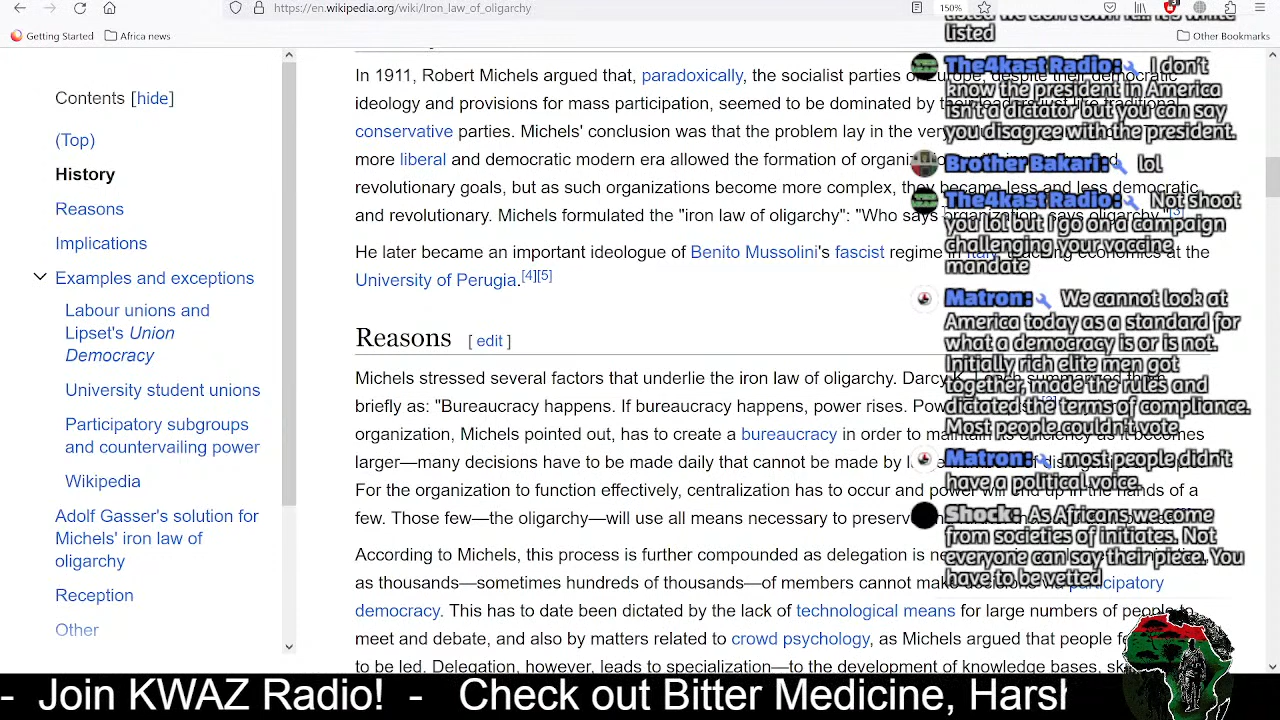 https://en.wikipedia.org/wiki/Iron_law_of_oligarchy
150%
Getting Started
Africa news
Other Bookmarks
Contents [hide]
(Top)
History
Reasons
Implications
Examples and exceptions
Labour unions and
Lipset's Union
Democracy
University student unions
Participatory subgroups
and countervailing power
Wikipedia
Adolf Gasser's solution for
Michels' iron law of
oligarchy
Reception
Other
In 1911, Robert Michels argued that, paradoxically, the socialist parties of Europe, despite their democratic
ideology and provisions for mass participation, seemed to be dominated by their leaders just like traditional
conservative parties. Michels' conclusion was that the problem lay in the very
more liberal and democratic modern era allowed the formation of
revolutionary goals, but as such organizations become more complex, they became less and less democratic
and revolutionary. Michels formulated the "iron law of oligarchy": "Who says organization, says oligarchy."[3]
He later became an important ideologue of Benito Mussolini's fascist regime in Italy, teaching economics at the
University of Perugia.[4][5]
Reasons [ edit ]
Michels stressed several factors that underlie the iron law of oligarchy. Darcy K.
briefly as: "Bureaucracy happens. If bureaucracy happens, power rises.
organization, Michels pointed out, has to create a bureaucracy in order to maintain its efficiency as it becomes
larger—many decisions have to be made daily that cannot be made by
For the organization to function effectively, centralization has to occur and power will end up in the hands of a
few. Those few—the oligarchy—will use all means necessary to preserve
According to Michels, this process is further compounded as delegation is
as thousands—sometimes hundreds of thousands—of members cannot make decisions via participatory
democracy. This has to date been dictated by the lack of technological means for large numbers of people to
meet and debate, and also by matters related to crowd psychology, as Michels argued that people
to be led. Delegation, however, leads to specialization—to the development of knowledge bases,
listed we don't own it... it's white
listed
The4kast Radio: I don't
know the president in America
isn't a dictator but you can say
you disagree with the president.
Brother Bakari: lol
The4kast Radio: Not shoot
you lol but I go on a campaign
challenging your vaccine
mandate
Matron: We cannot look at
America today as a standard for
what a democracy is or is not.
Initially rich elite men got
together, made the rules and
dictated the terms of compliance.
Most people couldn't vote
Matron: most people didn't
have a political voice.
Shock: As Africans we come
from societies of initiates. Not
everyone can say their piece. You
have to be vetted
- Join KWAZ Radio! - Check out Bitter Medicine, Harsh